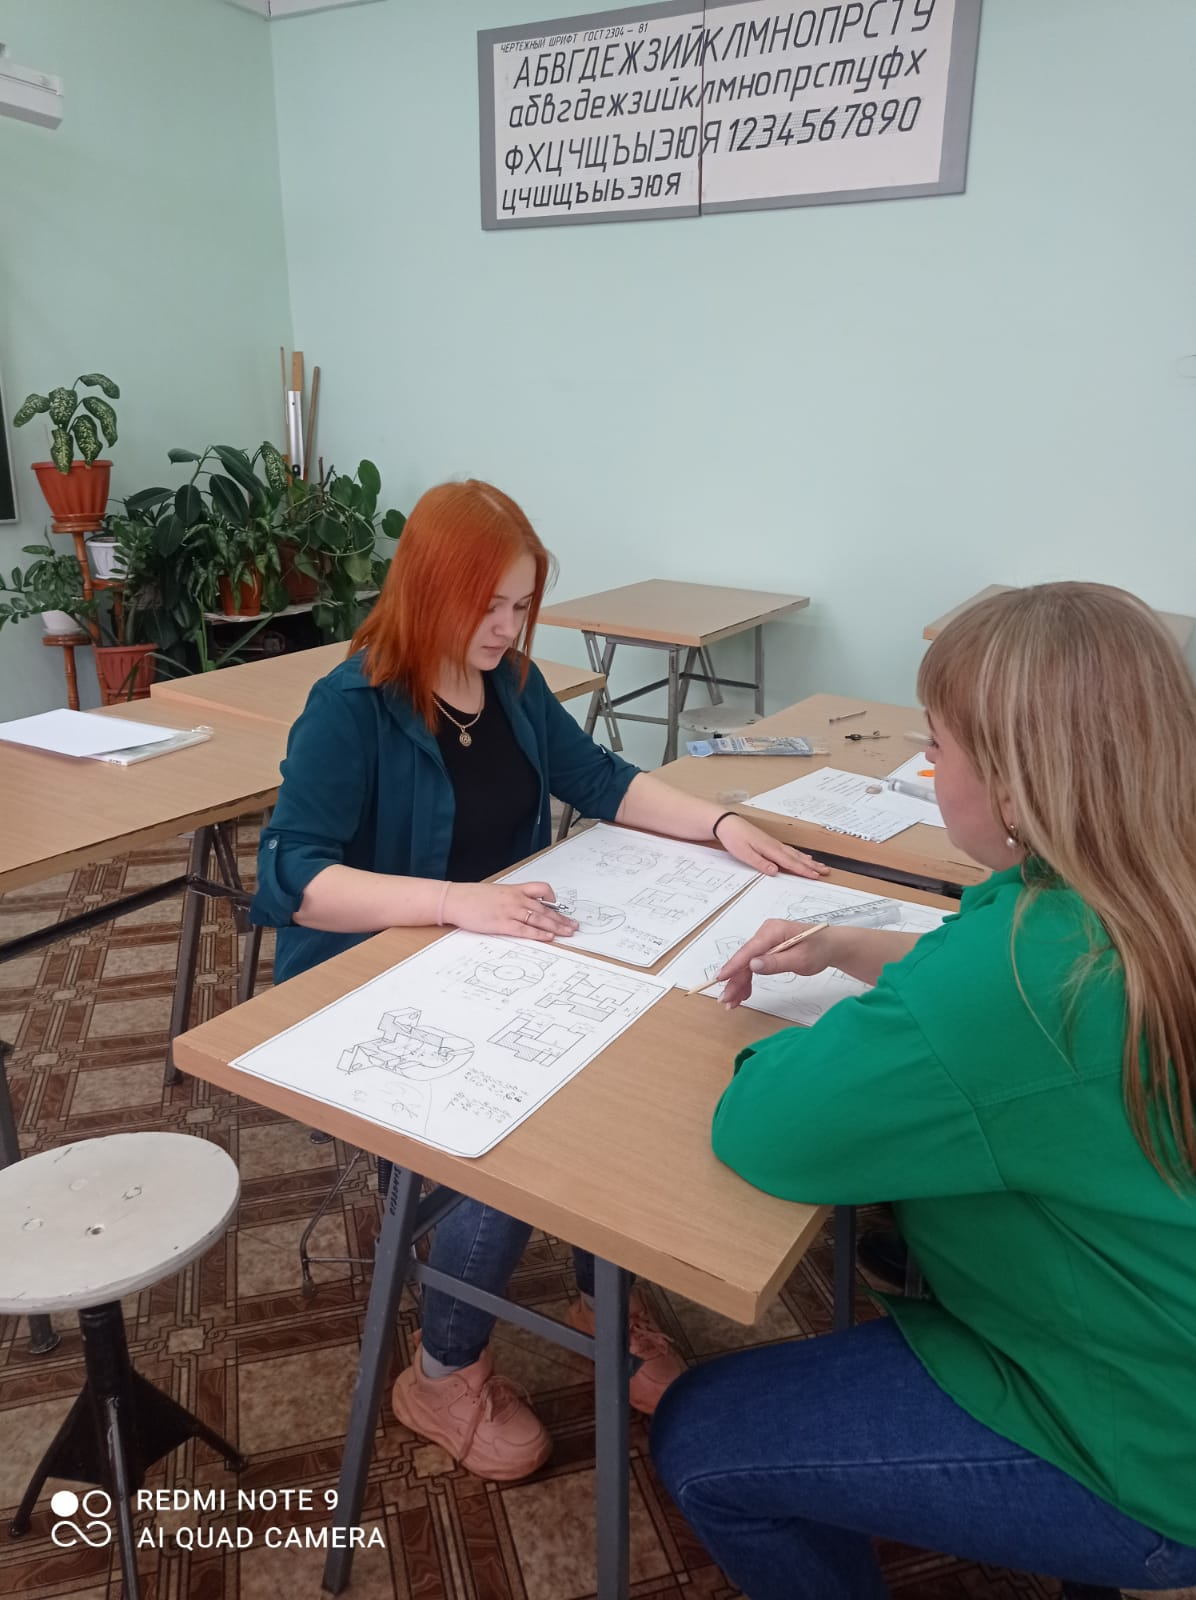 ЧЕРТЕЖНЫЙ ШРИФТ ГОСТ 2304 - 81
АБВГДЕЖЗИЙКЛМНОПРСТУ
абвгдежзийклмнопрстуфх
ФХЦЧЩЪЫЭЮЯ 1234567890
цчшщъыьэюя
REDMI NOTE 9
AI QUAD CAMERA